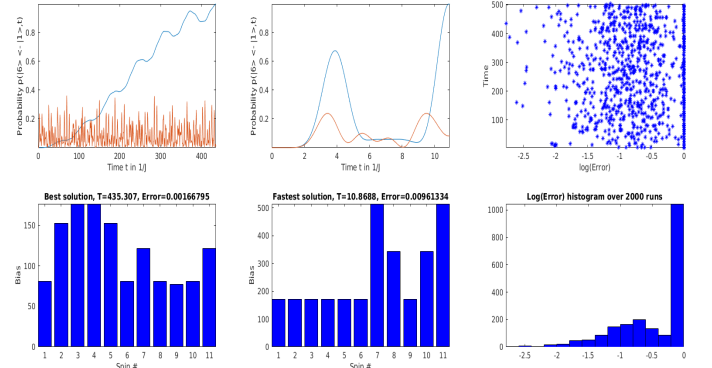 Probability p(|6> <- |1>,t)
0.8
0.6
0.4
0.2
0 100 200 300 400
Time t in 1/J
Probability p(|6> <- |1>,t)
0.8
0.6
0.4
0.2
0 2 4 6 8 10
Time t in 1/J
Time
500
400
300
200
100
-2.5 -2 -1.5 -1 -0.5 0
log(Error)
Best solution, T=435.307, Error=0.00166795
Bias
150
100
50
0
1 2 3 4 5 6 7 8 9 10 11
Spin #
Fastest solution, T=10.8688, Error=0.00961334
Bias
500
400
300
200
100
0
1 2 3 4 5 6 7 8 9 10 11
Spin #
Log(Error) histogram over 2000 runs
1000
800
600
400
200
0
-2.5 -2 -1.5 -1 -0.5 0